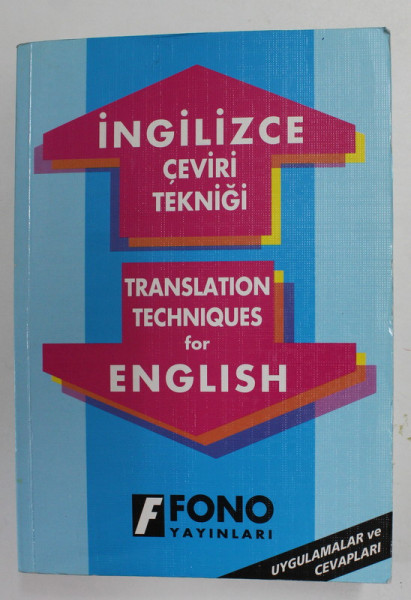 İNGİLİZCE
ÇEVİRİ
TEKNİĞİ
TRANSLATION
TECHNIQUES
for
ENGLISH
F FONO
YAYINLARI
UYGULAMALAR ve
CEVAPLARI